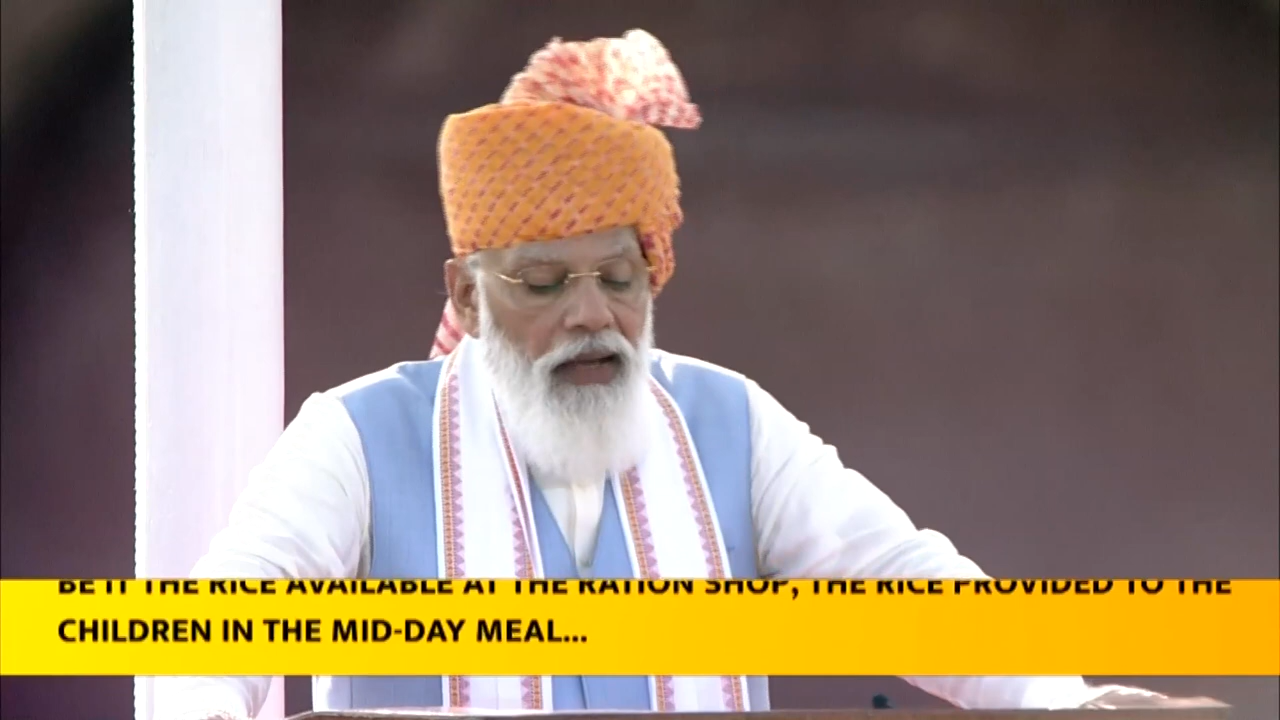 BE IT THE RICE AVAILABLE AT THE RATION SHOP, THE RICE PROVIDED TO THE
CHILDREN IN THE MID-DAY MEAL...